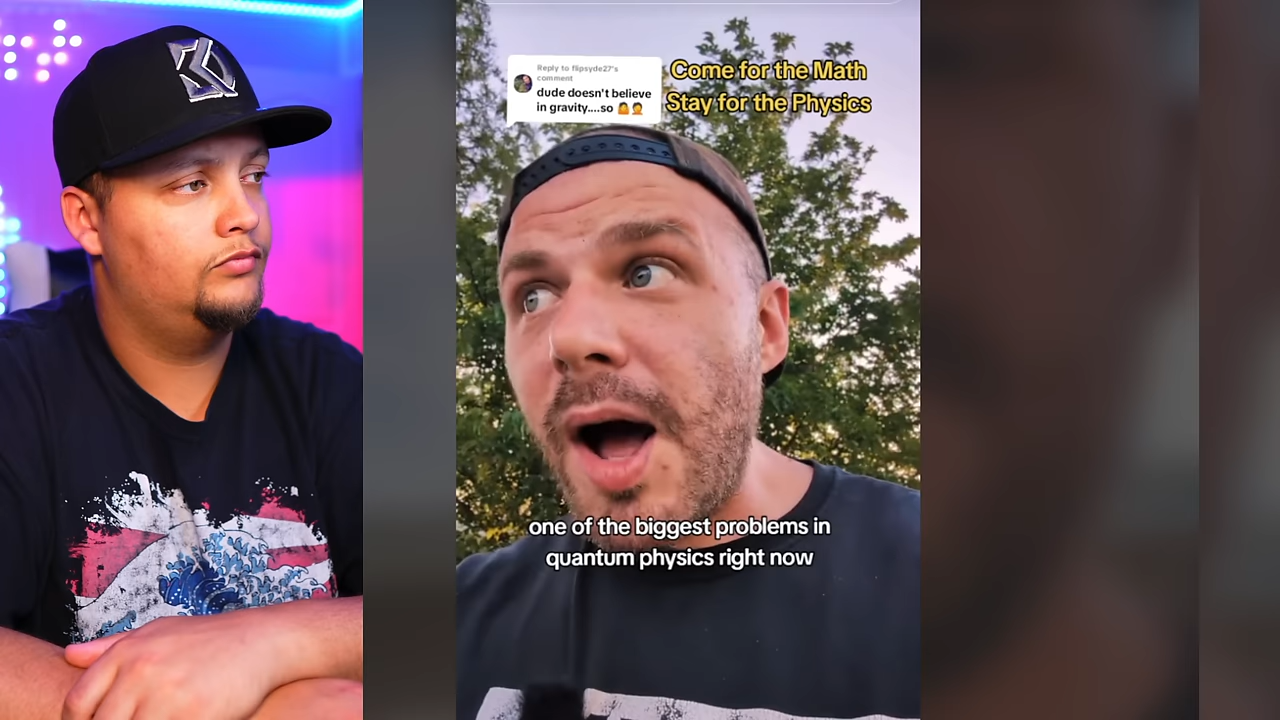 Reply to flipsyde27's
comment
dude doesn't believe
in gravity....so 🤷🤦
Come for the Math
Stay for the Physics
one of the biggest problems in
quantum physics right now